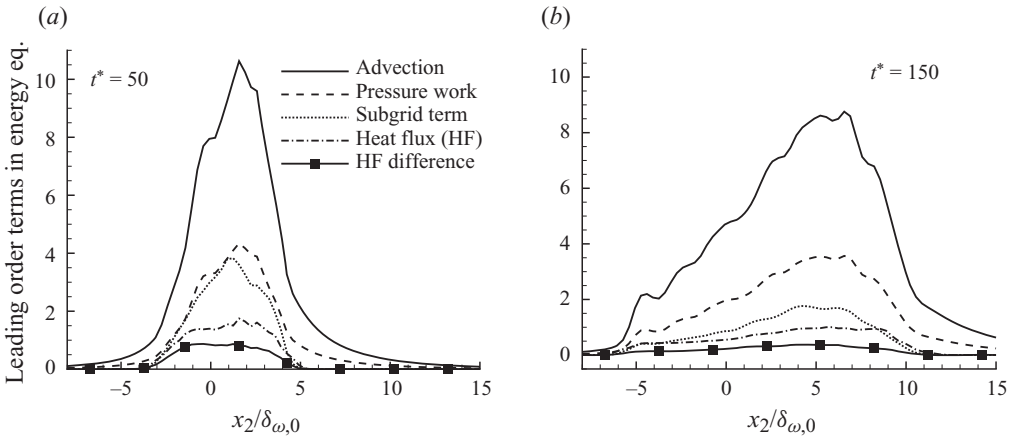 (a)
(b)
Leading order terms in energy eq.
t* = 50
Advection
Pressure work
Subgrid term
Heat flux (HF)
HF difference
10
8
6
4
2
0
–5
0
5
10
15
x₂/δω,0
t* = 150
10
8
6
4
2
0
–5
0
5
10
15
x₂/δω,0